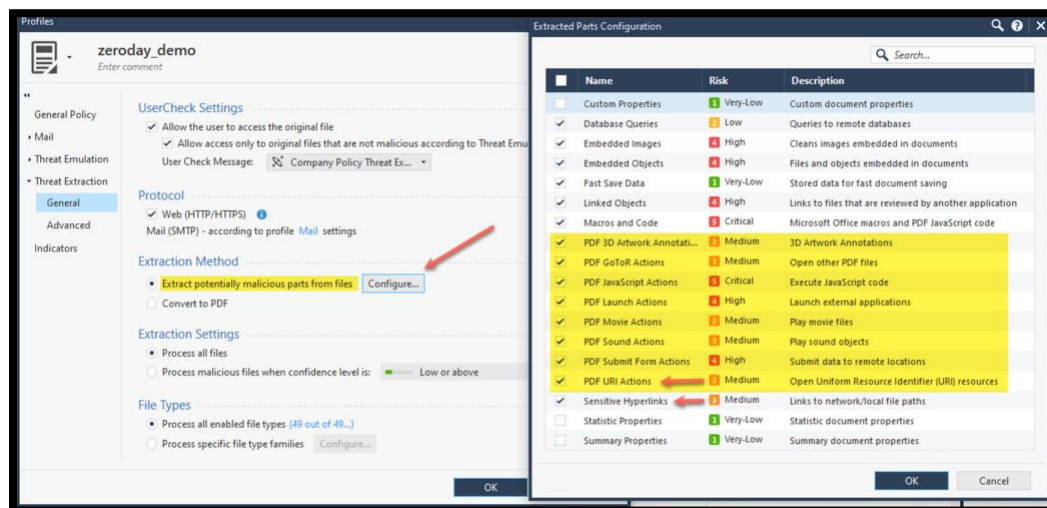 Profiles
zeroday_demo
Enter comment
General Policy
Mail
Threat Emulation
Threat Extraction
General
Advanced
Indicators
UserCheck Settings
Allow the user to access the original file
Allow access only to original files that are not malicious according to Threat Emu
User Check Message: Company Policy Threat Ex...
Protocol
Web (HTTP/HTTPS)
Mail (SMTP) - according to profile Mail settings
Extraction Method
Extract potentially malicious parts from files Configure...
Convert to PDF
Extraction Settings
Process all files
Process malicious files when confidence level is: Low or above
File Types
Process all enabled file types (49 out of 49...)
Process specific file type families Configure...
OK
Extracted Parts Configuration
Search...
Name Risk Description
Custom Properties 1 Very-Low Custom document properties
Database Queries 2 Low Queries to remote databases
Embedded Images 4 High Cleans images embedded in documents
Embedded Objects 4 High Files and objects embedded in documents
Fast Save Data 1 Very-Low Stored data for fast document saving
Linked Objects 4 High Links to files that are reviewed by another application
Macros and Code 5 Critical Microsoft Office macros and PDF JavaScript code
PDF 3D Artwork Annotati... 3 Medium 3D Artwork Annotations
PDF GoToR Actions 3 Medium Open other PDF files
PDF JavaScript Actions 5 Critical Execute JavaScript code
PDF Launch Actions 4 High Launch external applications
PDF Movie Actions 3 Medium Play movie files
PDF Sound Actions 3 Medium Play sound objects
PDF Submit Form Actions 4 High Submit data to remote locations
PDF URI Actions 3 Medium Open Uniform Resource Identifier (URI) resources
Sensitive Hyperlinks 3 Medium Links to network/local file paths
Statistic Properties 1 Very-Low Statistic document properties
Summary Properties 1 Very-Low Summary document properties
OK Cancel